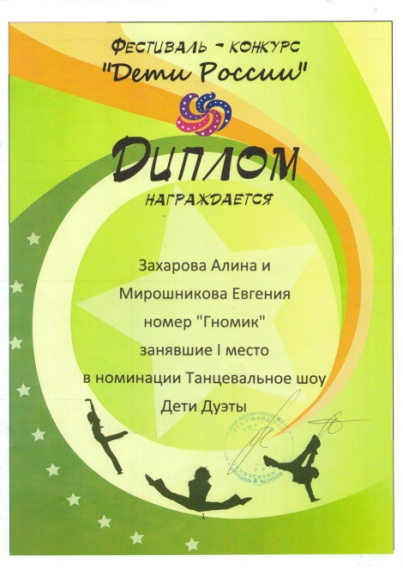 Фестиваль - конкурс
"Дети России"
Диплом
награждается
Захарова Алина и
Мирошникова Евгения
номер "Гномик"
занявшие I место
в номинации Танцевальное шоу
Дети Дуэты
1